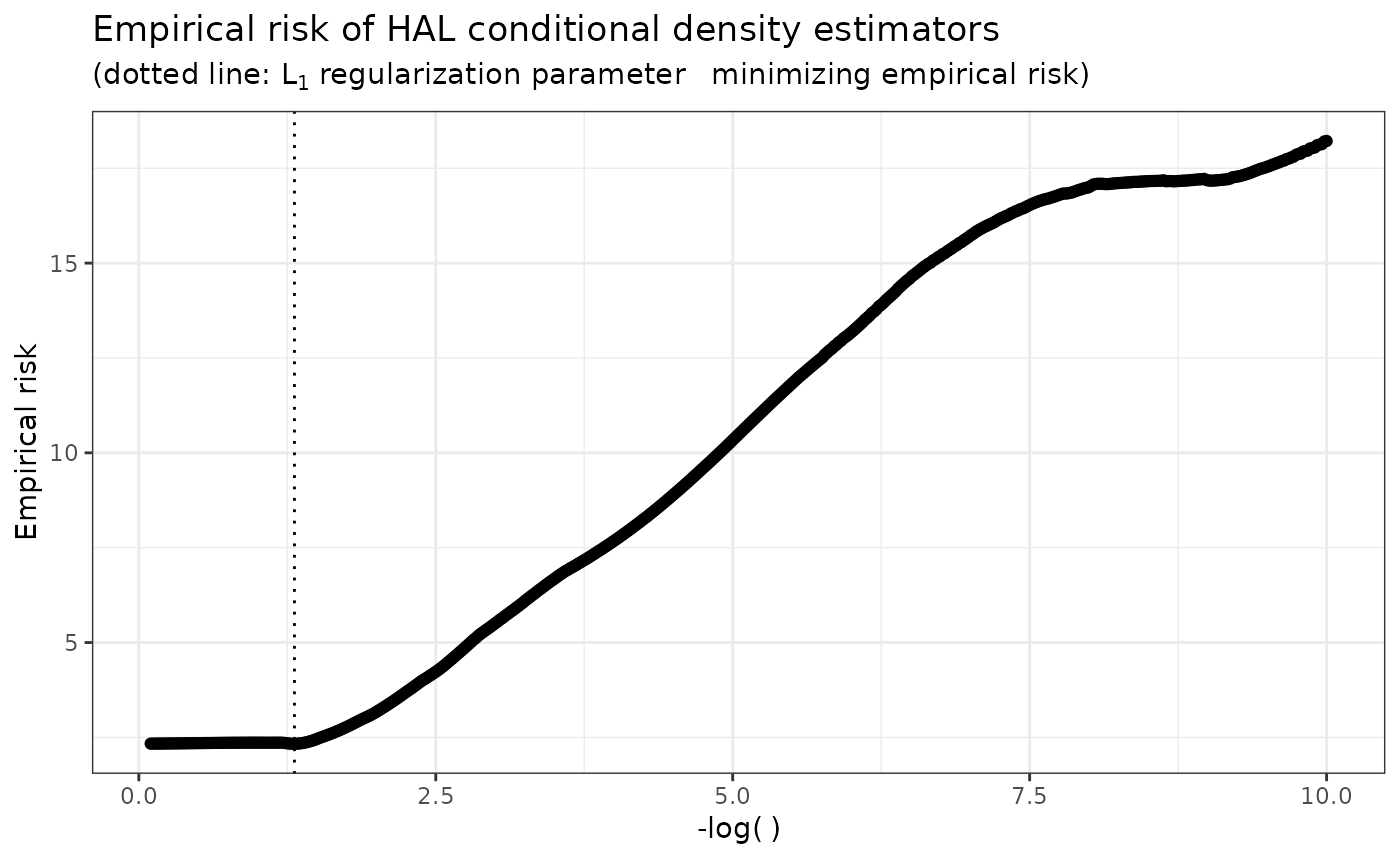 Empirical risk of HAL conditional density estimators
(dotted line: L₁ regularization parameter   minimizing empirical risk)
Empirical risk
15
10
5
0.0 2.5 5.0 7.5 10.0
-log( )